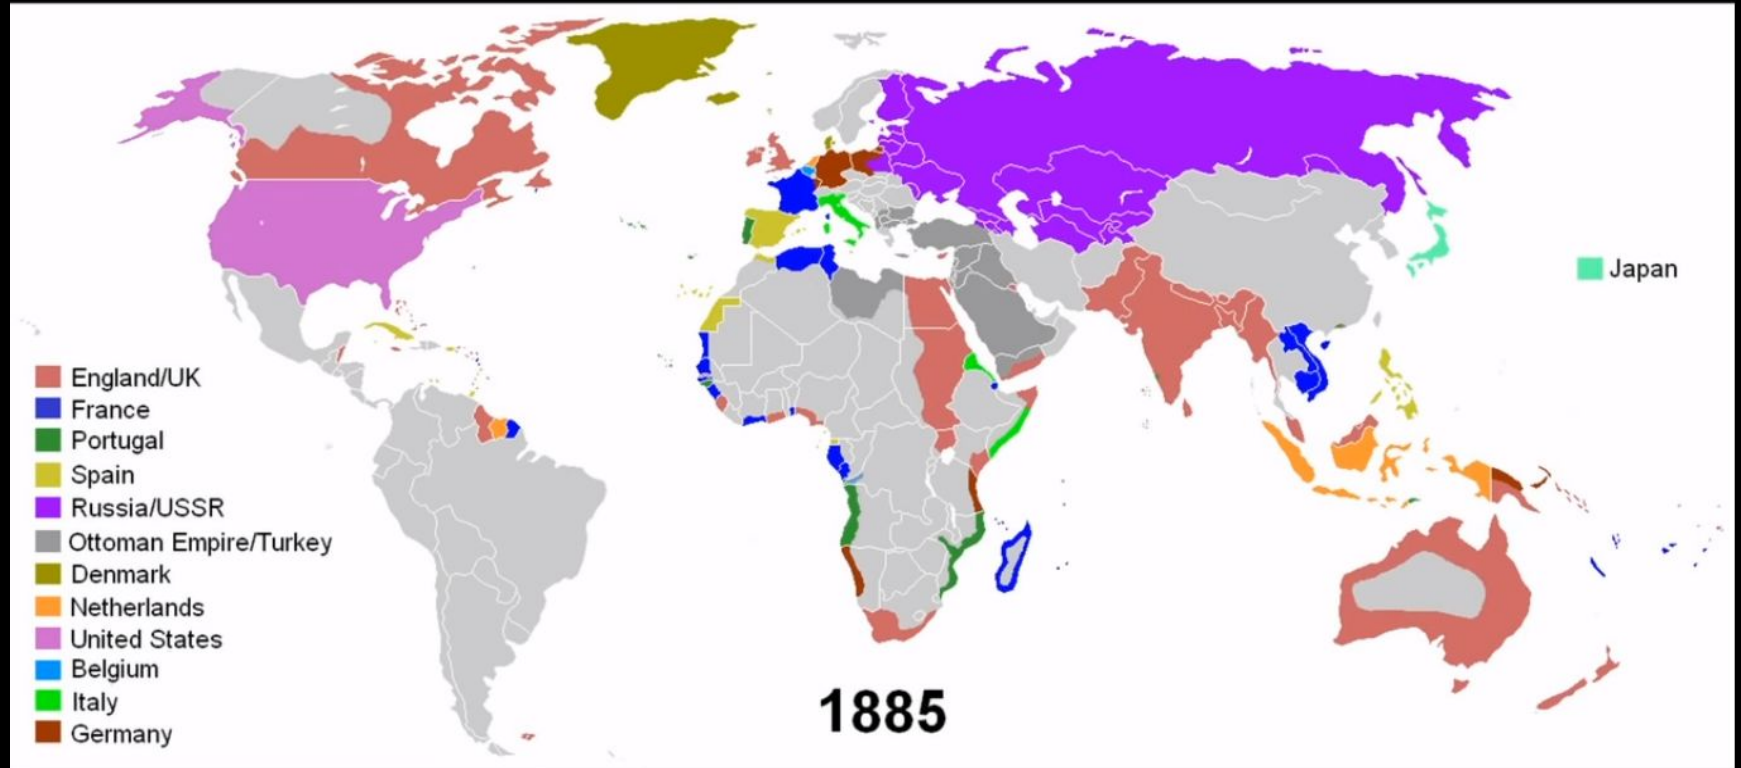 Japan
England/UK
France
Portugal
Spain
Russia/USSR
Ottoman Empire/Turkey
Denmark
Netherlands
United States
Belgium
Italy
Germany
1885